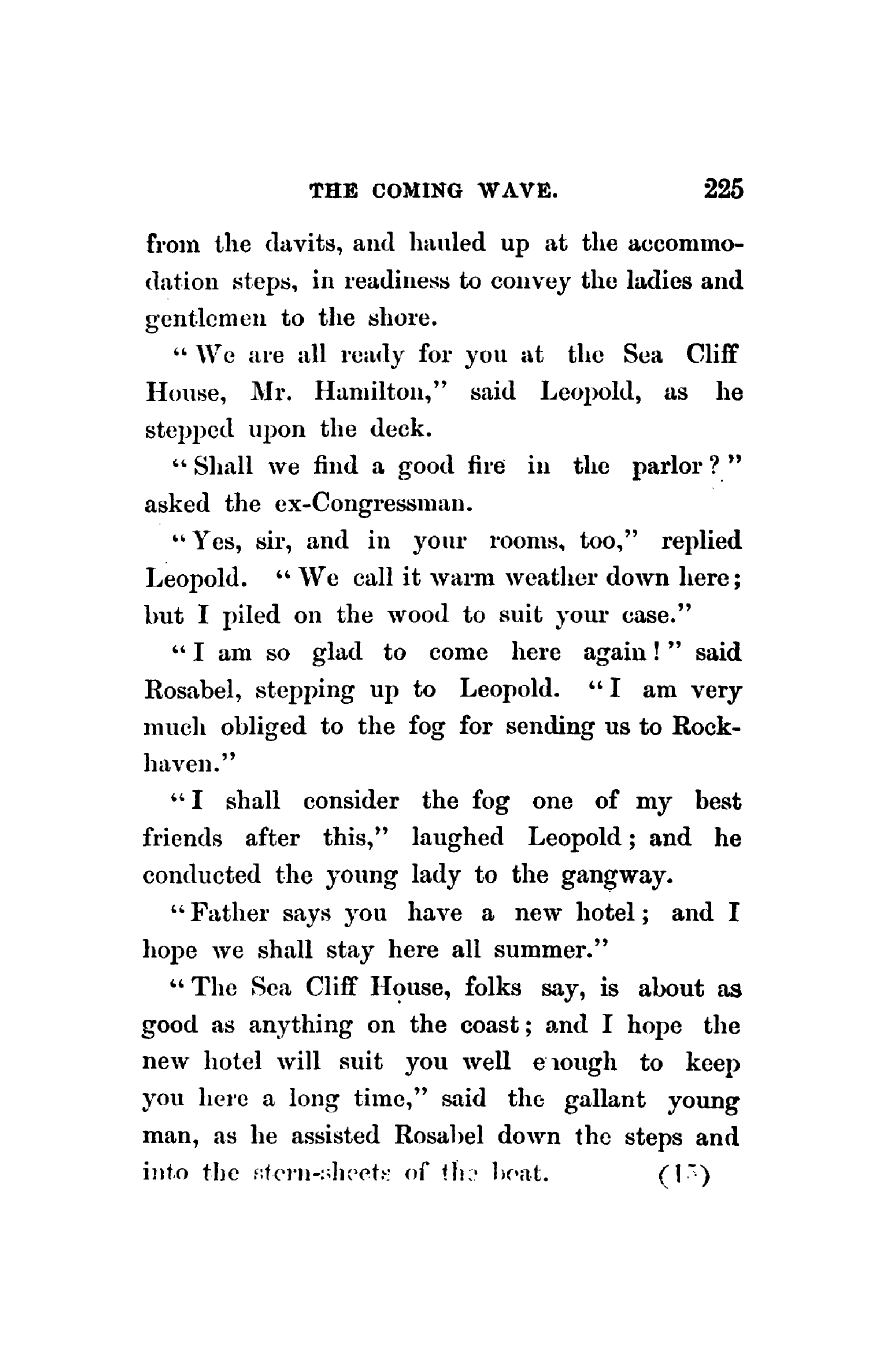 THE COMING WAVE. 225
from the davits, and hauled up at the accommo-
dation steps, in readiness to convey the ladies and
gentlemen to the shore.
"We are all ready for you at the Sea Cliff
House, Mr. Hamilton," said Leopold, as he
stepped upon the deck.
"Shall we find a good fire in the parlor?"
asked the ex-Congressman.
"Yes, sir, and in your rooms, too," replied
Leopold. "We call it warm weather down here;
but I piled on the wood to suit your case."
"I am so glad to come here again!" said
Rosabel, stepping up to Leopold. "I am very
much obliged to the fog for sending us to Rock-
haven."
"I shall consider the fog one of my best
friends after this," laughed Leopold; and he
conducted the young lady to the gangway.
"Father says you have a new hotel; and I
hope we shall stay here all summer."
"The Sea Cliff House, folks say, is about as
good as anything on the coast; and I hope the
new hotel will suit you well enough to keep
you here a long time," said the gallant young
man, as he assisted Rosabel down the steps and
into the stern-sheets of the boat. (15)